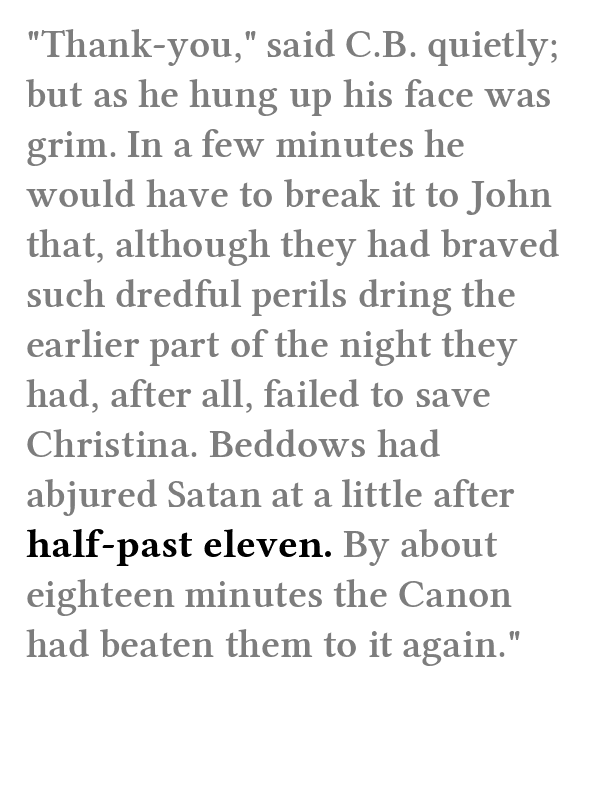 "Thank-you," said C.B. quietly;
but as he hung up his face was
grim. In a few minutes he
would have to break it to John
that, although they had braved
such dredful perils dring the
earlier part of the night they
had, after all, failed to save
Christina. Beddows had
abjured Satan at a little after
half-past eleven. By about
eighteen minutes the Canon
had beaten them to it again."